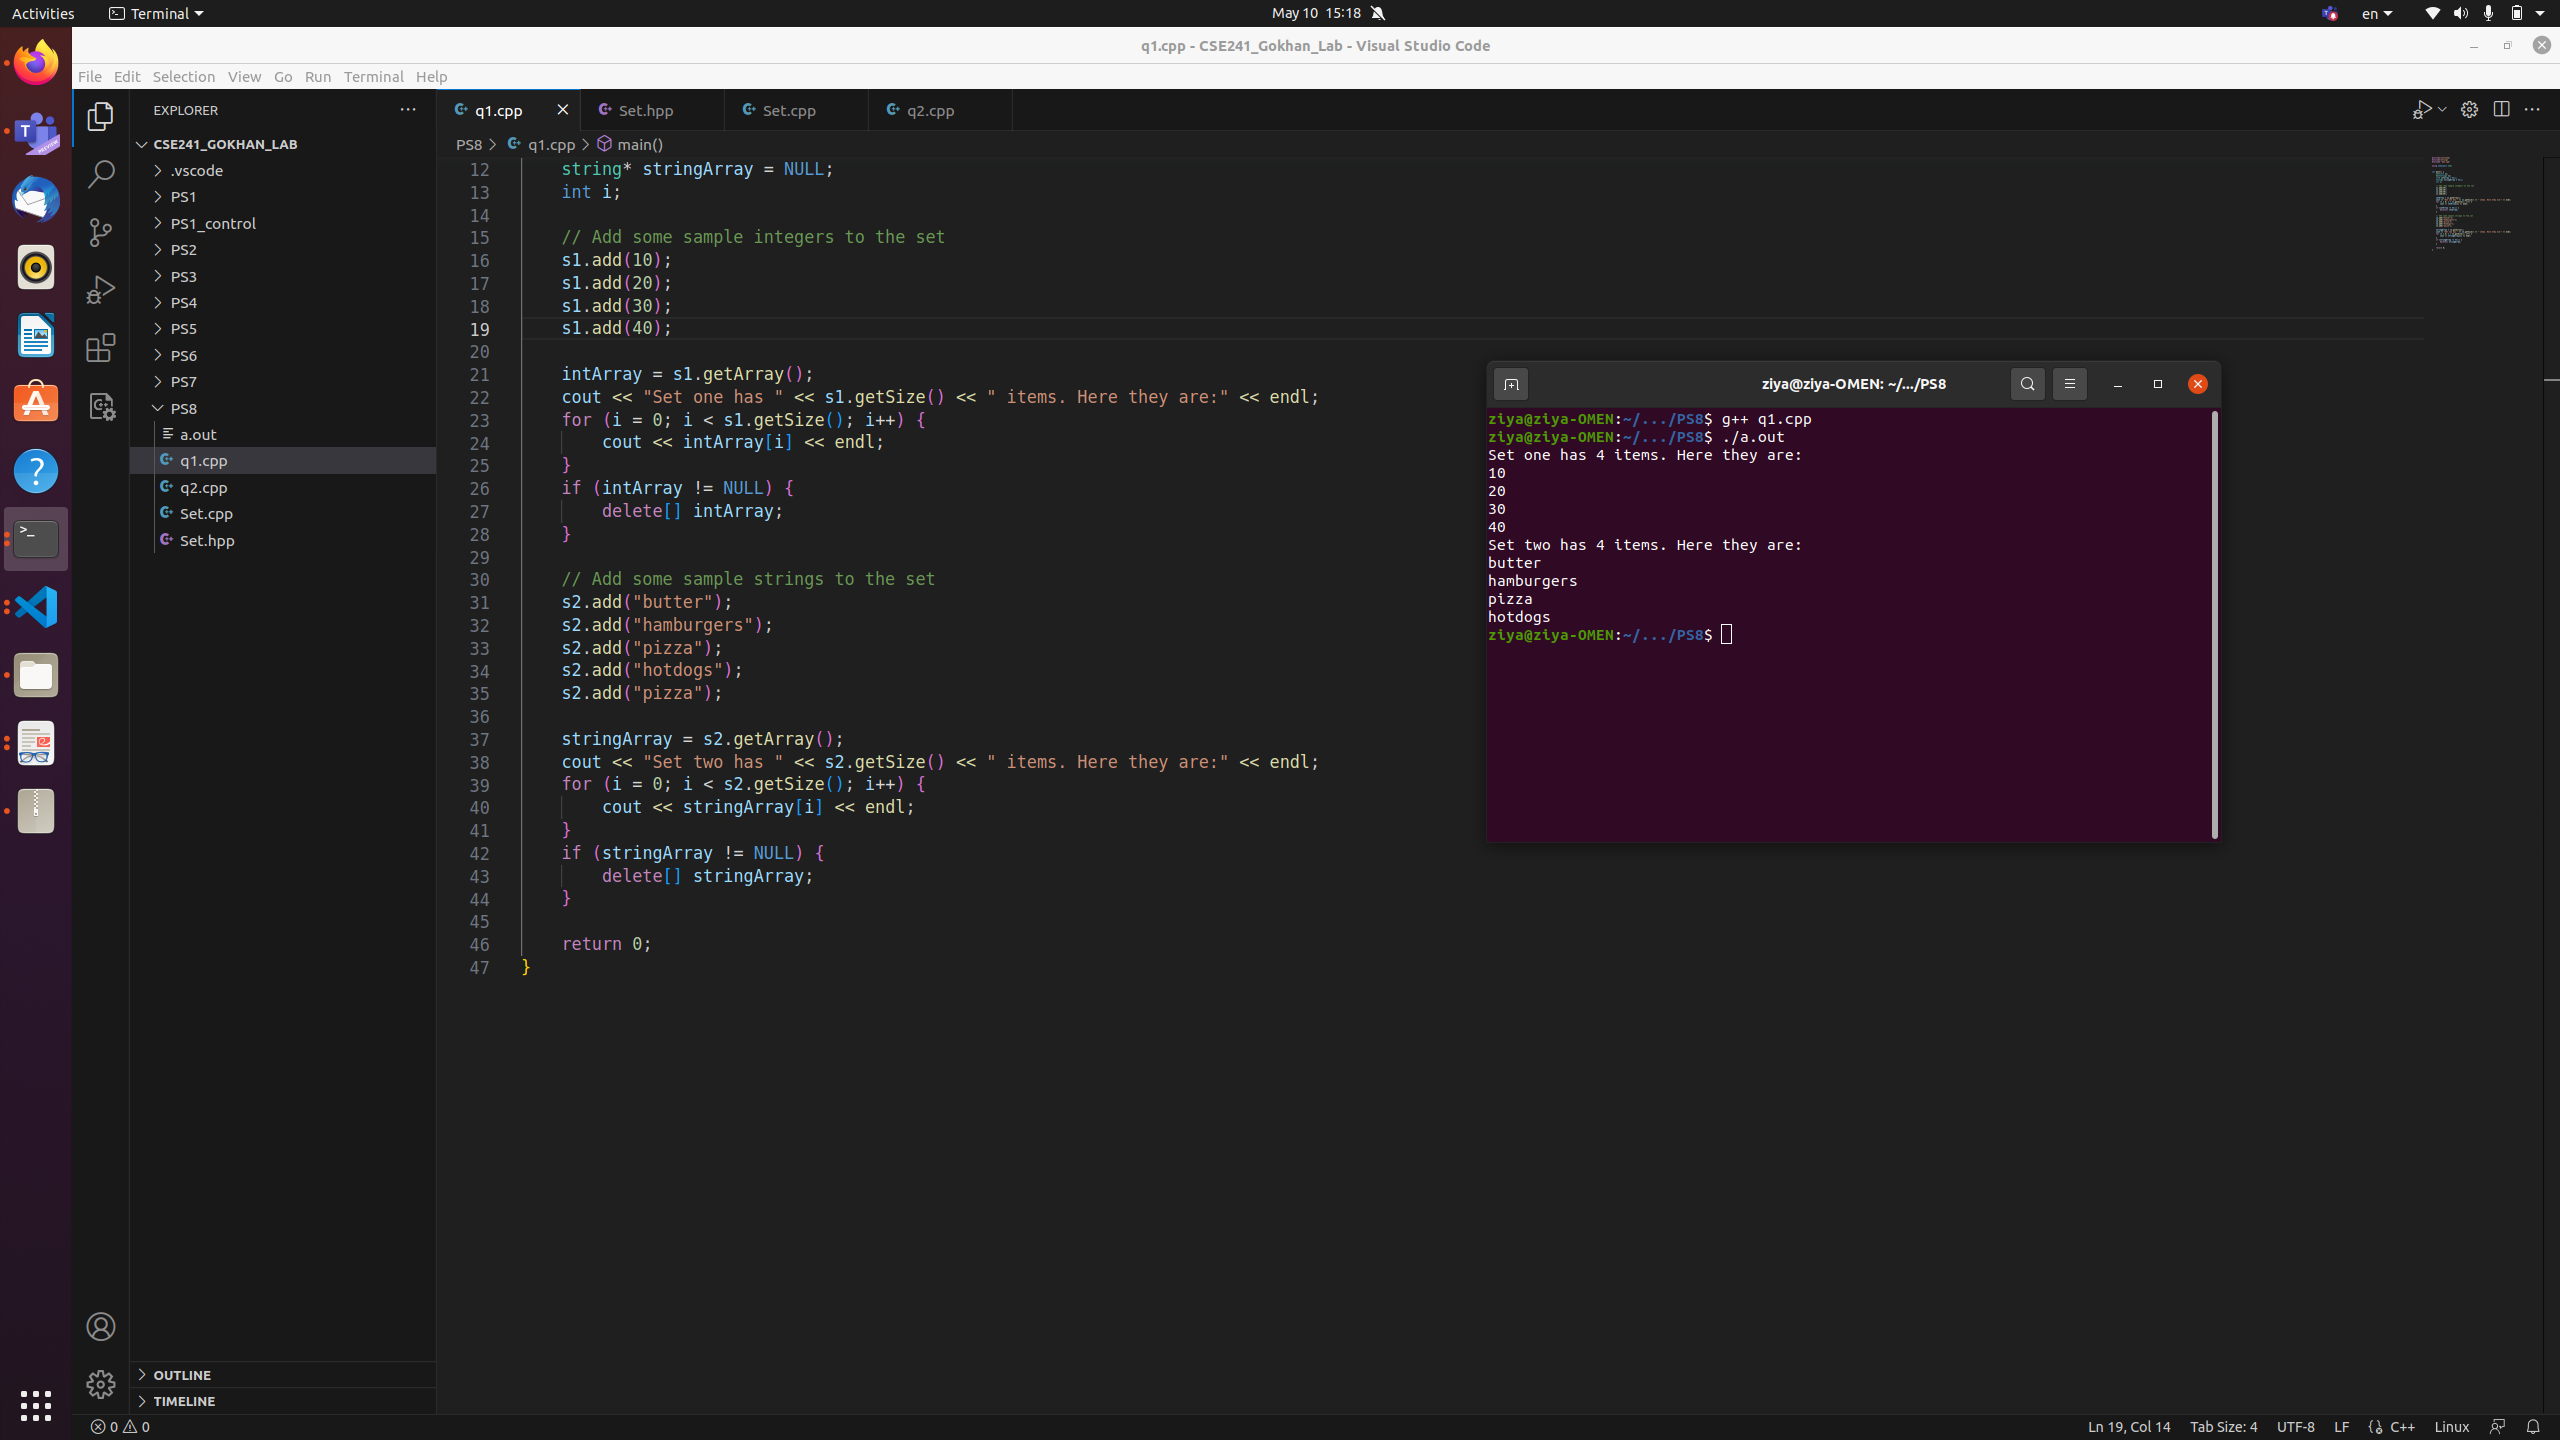 Activities Terminal May 10 15:18 en
q1.cpp - CSE241_Gokhan_Lab - Visual Studio Code
File Edit Selection View Go Run Terminal Help
EXPLORER
CSE241_GOKHAN_LAB
.vscode
PS1
PS1_control
PS2
PS3
PS4
PS5
PS6
PS7
PS8
a.out
q1.cpp
q2.cpp
Set.cpp
Set.hpp
OUTLINE
TIMELINE
q1.cpp Set.hpp Set.cpp q2.cpp
PS8 > q1.cpp > main()
12 string* stringArray = NULL;
13 int i;
14
15 // Add some sample integers to the set
16 s1.add(10);
17 s1.add(20);
18 s1.add(30);
19 s1.add(40);
20
21 intArray = s1.getArray();
22 cout << "Set one has " << s1.getSize() << " items. Here they are:" << endl;
23 for (i = 0; i < s1.getSize(); i++) {
24 cout << intArray[i] << endl;
25 }
26 if (intArray != NULL) {
27 delete[] intArray;
28 }
29
30 // Add some sample strings to the set
31 s2.add("butter");
32 s2.add("hamburgers");
33 s2.add("pizza");
34 s2.add("hotdogs");
35 s2.add("pizza");
36
37 stringArray = s2.getArray();
38 cout << "Set two has " << s2.getSize() << " items. Here they are:" << endl;
39 for (i = 0; i < s2.getSize(); i++) {
40 cout << stringArray[i] << endl;
41 }
42 if (stringArray != NULL) {
43 delete[] stringArray;
44 }
45
46 return 0;
47 }
ziya@ziya-OMEN: ~/.../PS8
ziya@ziya-OMEN:~/.../PS8$ g++ q1.cpp
ziya@ziya-OMEN:~/.../PS8$ ./a.out
Set one has 4 items. Here they are:
10
20
30
40
Set two has 4 items. Here they are:
butter
hamburgers
pizza
hotdogs
ziya@ziya-OMEN:~/.../PS8$
0 0 Ln 19, Col 14 Tab Size: 4 UTF-8 LF {} C++ Linux